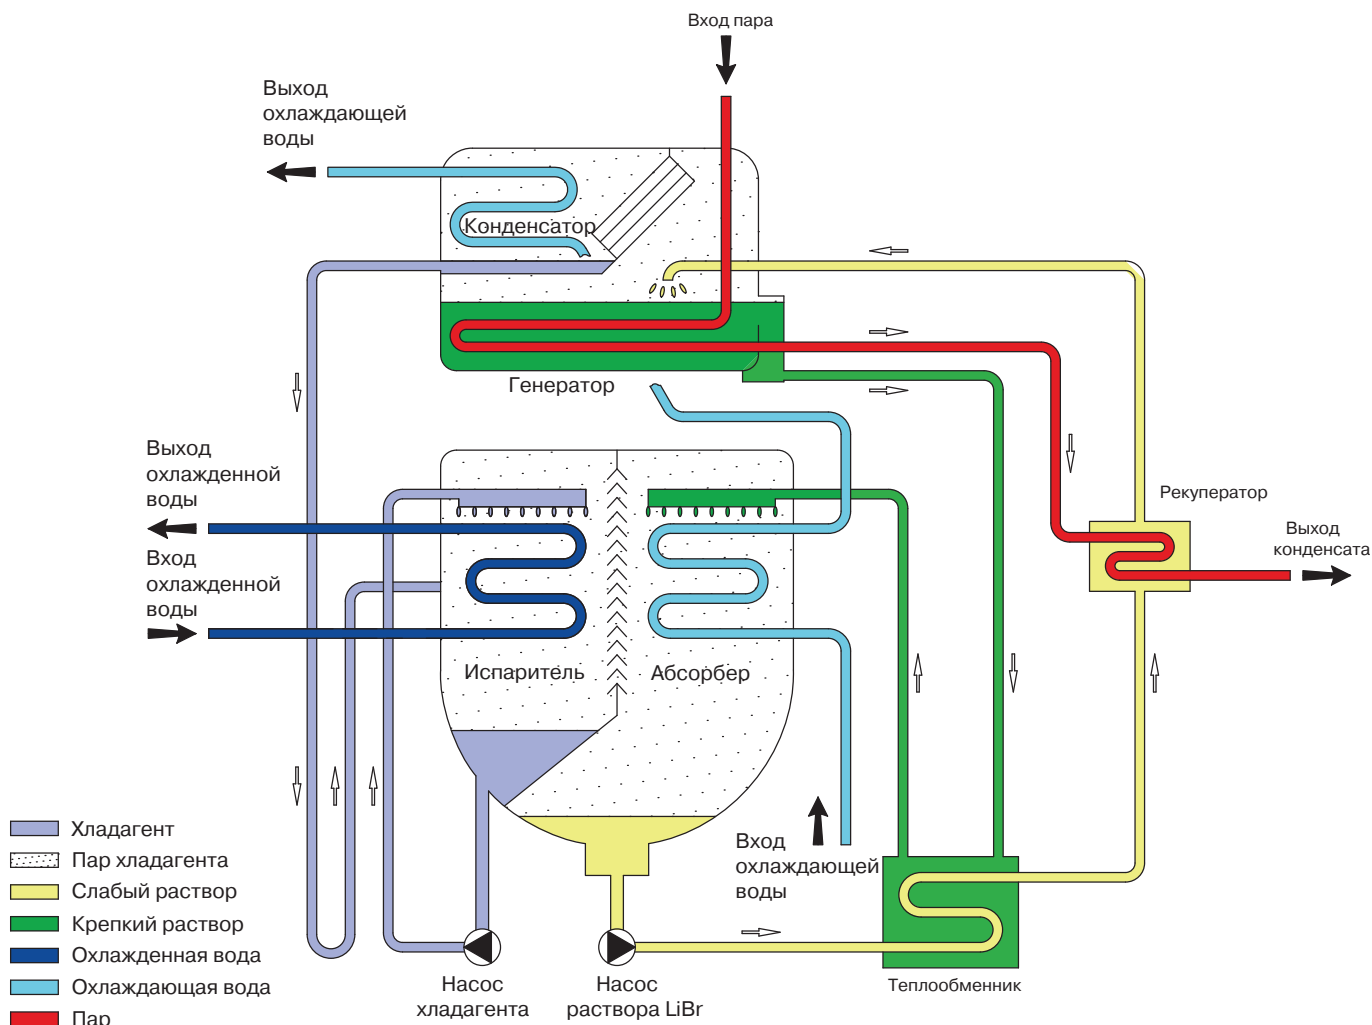 Вход пара
Выход
охлаждающей
воды
Конденсатор
Генератор
Выход
охлажденной
воды
Вход
охлажденной
воды
Рекуператор
Выход
конденсата
Испаритель
Абсорбер
Вход
охлаждающей
воды
Хладагент
Пар хладагента
Слабый раствор
Крепкий раствор
Охлажденная вода
Охлаждающая вода
Пар
Насос
хладагента
Насос
раствора LiBr
Теплообменник